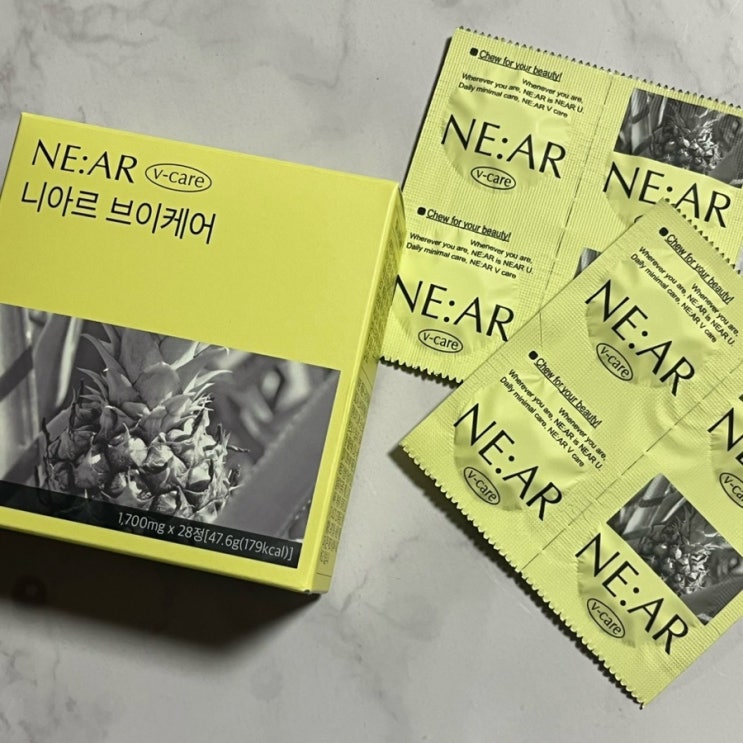 NE:AR v-care
니아르 브이케어
1,700mg x 28정[47.6g(179kcal)]
Chew for your beauty!
Wherever you are, Whenever you are,
Daily minimal care, NE:AR is NEAR U.
NE:AR V care
NE:AR
v-care
NE:AR
Chew for your beauty!
Wherever you are, Whenever you are,
Daily minimal care, NE:AR is NEAR U.
NE:AR V care
NE:AR
v-care
Chew for your beauty!
Wherever you are, Whenever you are,
Daily minimal care, NE:AR is NEAR U.
NE:AR V care
NE:AR
v-care
Chew for your beauty!
Wherever you are, Whenever you are,
Daily minimal care, NE:AR is NEAR U.
NE:AR V care
NE:AR
v-care
NE:AR
v-care
v-care